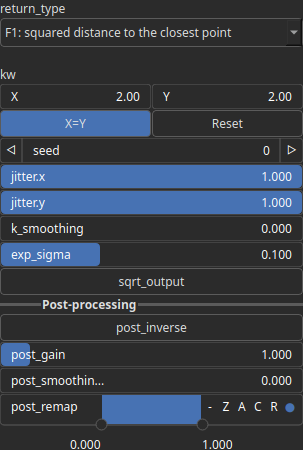 return_type
F1: squared distance to the closest point
kw
X 2.00 Y 2.00
X=Y Reset
seed 0
jitter.x 1.000
jitter.y 1.000
k_smoothing 0.000
exp_sigma 0.100
sqrt_output
Post-processing
post_inverse
post_gain 1.000
post_smoothin... 0.000
post_remap - Z A C R
0.000 1.000